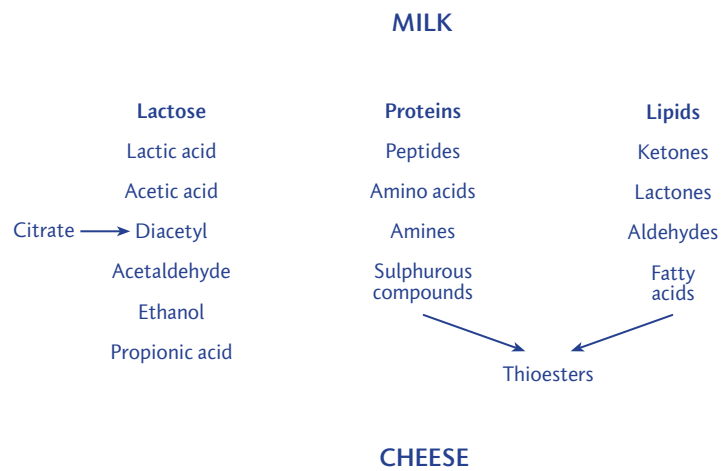 MILK
Lactose
Lactic acid
Acetic acid
Citrate
Diacetyl
Acetaldehyde
Ethanol
Propionic acid
Proteins
Peptides
Amino acids
Amines
Sulphurous
compounds
Lipids
Ketones
Lactones
Aldehydes
Fatty
acids
Thioesters
CHEESE